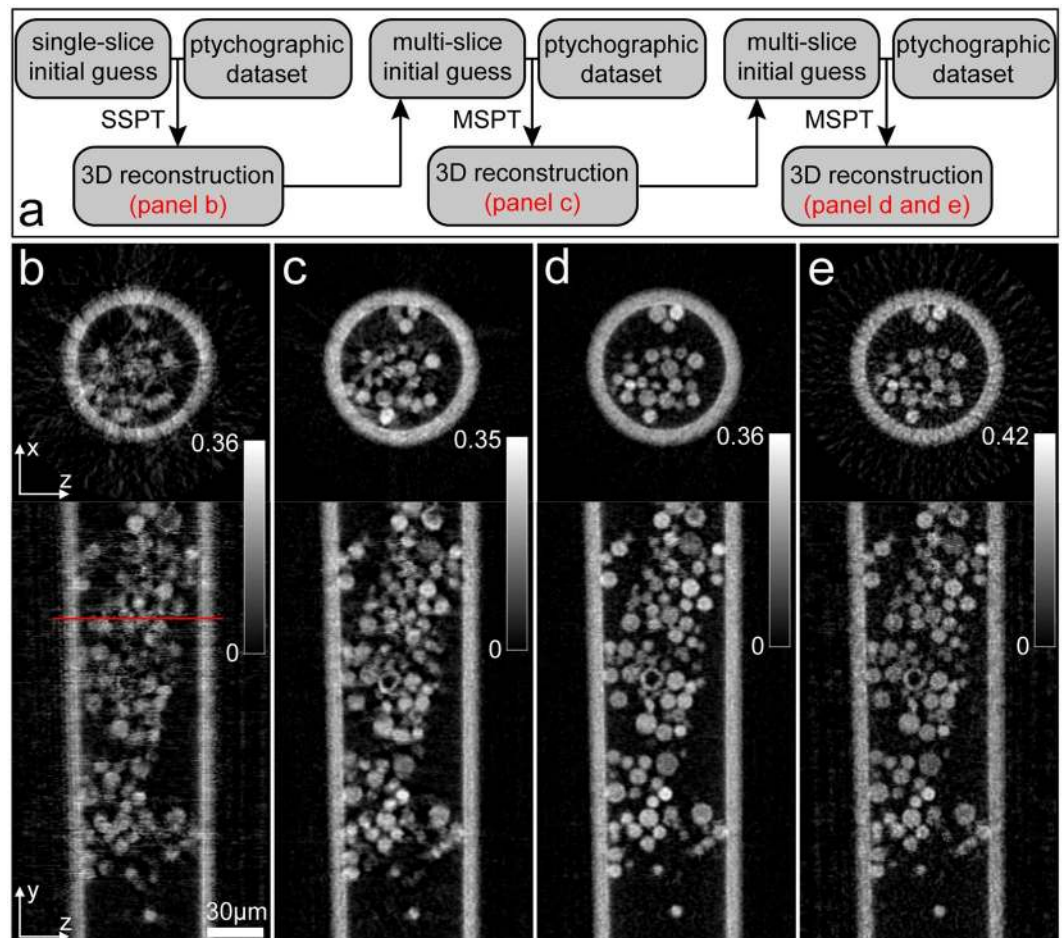 single-slice
initial guess
ptychographic
dataset
multi-slice
initial guess
ptychographic
dataset
multi-slice
initial guess
ptychographic
dataset
SSPT
MSPT
MSPT
3D reconstruction
(panel b)
3D reconstruction
(panel c)
3D reconstruction
(panel d and e)
a
b
c
d
e
0.36
0.35
0.36
0.42
x
z
0
0
0
0
y
z
30μm